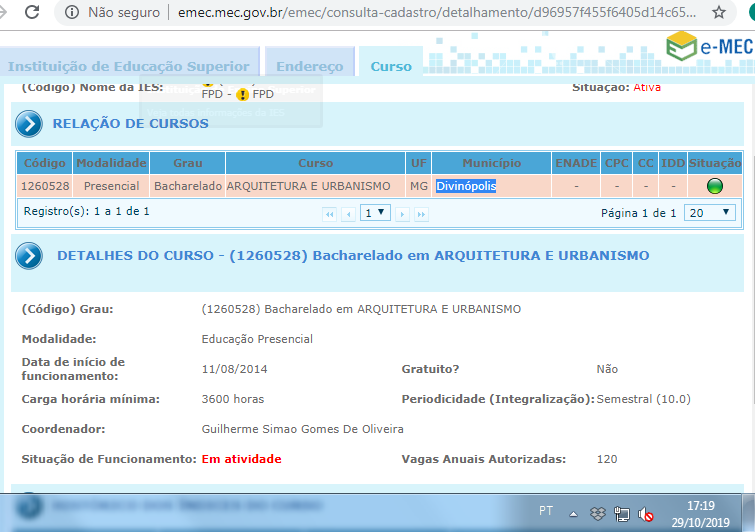 Não seguro | emec.mec.gov.br/emec/consulta-cadastro/detalhamento/d96957f455f6405d14c65...
Instituição de Educação Superior Endereço Curso e-MEC
(Código) Nome da IES: Situação: Ativa
FPD - FPD
RELAÇÃO DE CURSOS
Código Modalidade Grau Curso UF Município ENADE CPC CC IDD Situação
1260528 Presencial Bacharelado ARQUITETURA E URBANISMO MG Divinópolis - - - -
Registro(s): 1 a 1 de 1 1 Página 1 de 1 20
DETALHES DO CURSO - (1260528) Bacharelado em ARQUITETURA E URBANISMO
(Código) Grau: (1260528) Bacharelado em ARQUITETURA E URBANISMO
Modalidade: Educação Presencial
Data de início de
funcionamento: 11/08/2014 Gratuito? Não
Carga horária mínima: 3600 horas Periodicidade (Integralização): Semestral (10.0)
Coordenador: Guilherme Simao Gomes De Oliveira
Situação de Funcionamento: Em atividade Vagas Anuais Autorizadas: 120
PT 17:19
29/10/2019